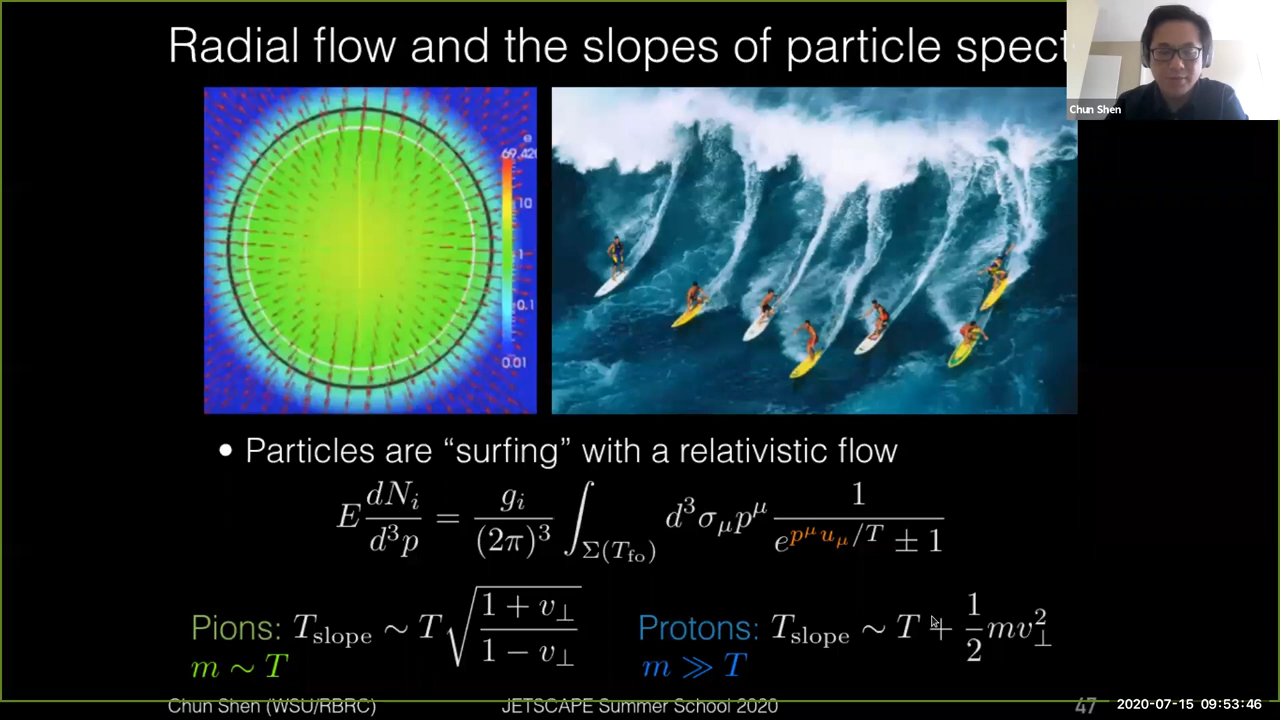 Radial flow and the slopes of particle spect
Chun Shen
e
69.420
10
1
0.1
0.01
• Particles are “surfing” with a relativistic flow
E dN_i/d^3p = g_i/(2π)^3 ∫_{Σ(T_fo)} d^3σ_μ p^μ 1/(e^{p^μ u_μ/T} ± 1)
Pions: T_slope ∼ T √((1 + v_⊥)/(1 − v_⊥))
m ∼ T
Protons: T_slope ∼ T + 1/2 m v_⊥^2
m ≫ T
Chun Shen (WSU/RBRC)
JETSCAPE Summer School 2020
47
2020-07-15 09:53:46